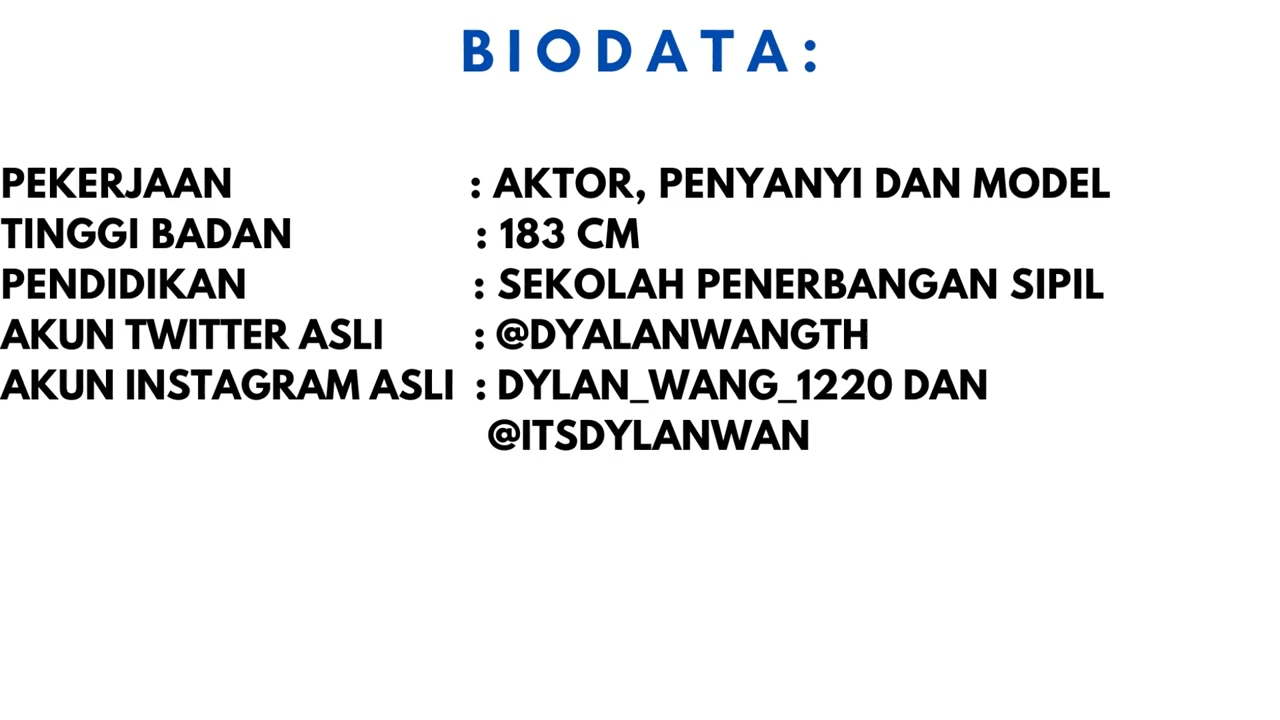 BIODATA:
PEKERJAAN : AKTOR, PENYANYI DAN MODEL
TINGGI BADAN : 183 CM
PENDIDIKAN : SEKOLAH PENERBANGAN SIPIL
AKUN TWITTER ASLI : @DYALANWANGTH
AKUN INSTAGRAM ASLI : DYLAN_WANG_1220 DAN
@ITSDYLANWAN